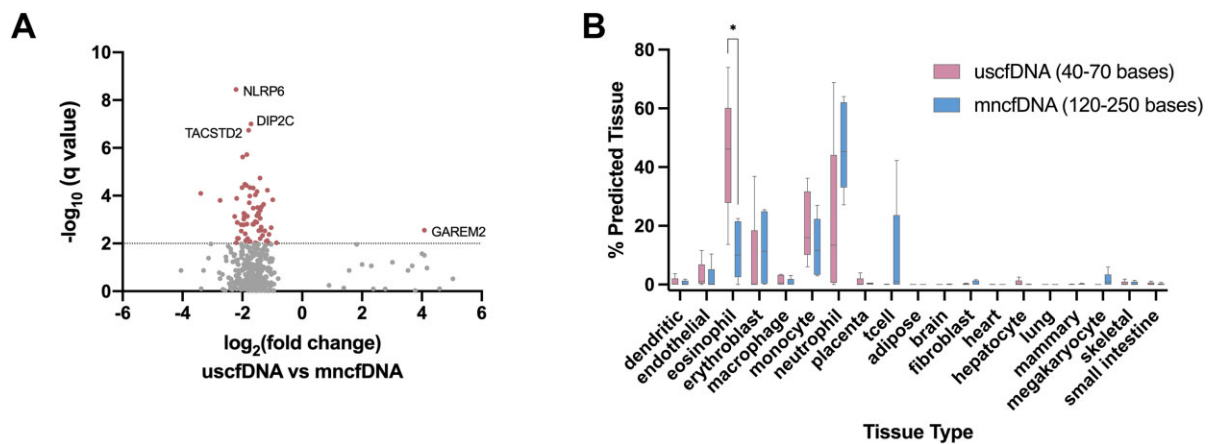 A
10
8
6
4
2
0
-log10 (q value)
NLRP6
DIP2C
TACSTD2
GAREM2
-6 -4 -2 0 2 4 6
log2(fold change)
uscfDNA vs mncfDNA
B
80
60
40
20
0
% Predicted Tissue
*
uscfDNA (40-70 bases)
mncfDNA (120-250 bases)
dendritic
endothelial
eosinophil
erythroblast
macrophage
monocyte
neutrophil
placenta
tcell
adipose
brain
fibroblast
heart
hepatocyte
lung
mammary
megakaryocyte
skeletal
small intestine
Tissue Type